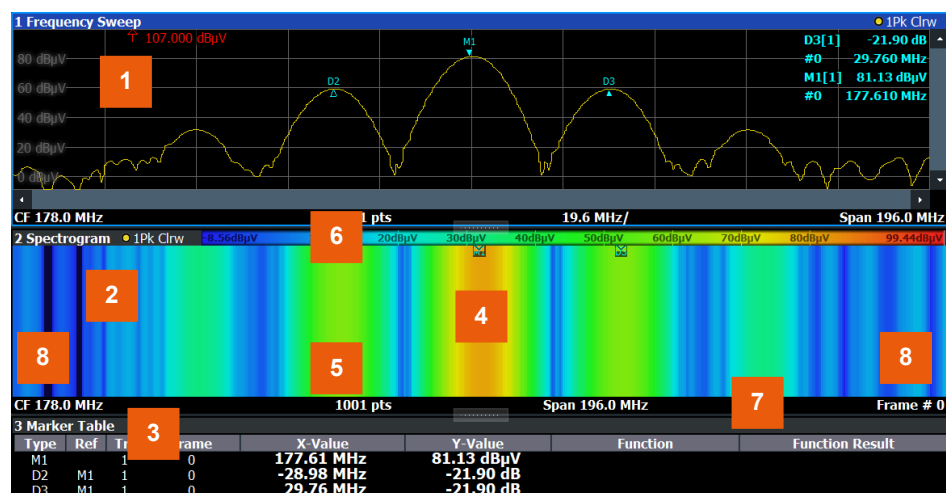 1 Frequency Sweep 1Pk Clrw
107.000 dBµV M1 D3[1] -21.90 dB
80 dBµV #0 29.760 MHz
1 M1[1] 81.13 dBµV
60 dBµV D2 D3 #0 177.610 MHz
40 dBµV
20 dBµV
0 dBµV
CF 178.0 MHz pts 19.6 MHz/ Span 196.0 MHz
6
2 Spectrogram 1Pk Clrw -8.56dBµV 20dBµV 30dBµV 40dBµV 50dBµV 60dBµV 70dBµV 80dBµV 99.44dBµV
M1
2 4
8 5 8
CF 178.0 MHz 1001 pts Span 196.0 MHz 7 Frame # 0
3 Marker Table 3
Type Ref X-Value Y-Value Function Function Result
M1 1 0 177.61 MHz 81.13 dBµV
D2 M1 1 0 -28.98 MHz -21.90 dB
D3 M1 1 0 29.76 MHz -21.90 dB